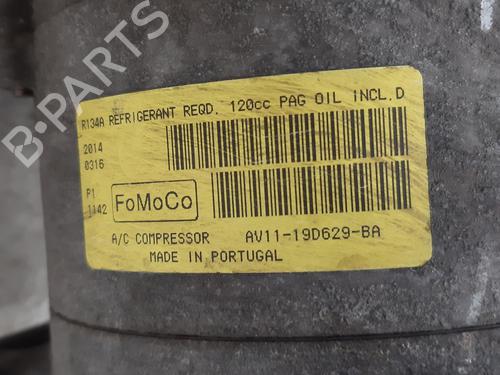 B-PARTS
R134A REFRIGERANT REQD. 120cc PAG OIL INCL.D
2014
0316
P1
1142
FoMoCo
A/C COMPRESSOR AV11-19D629-BA
MADE IN PORTUGAL